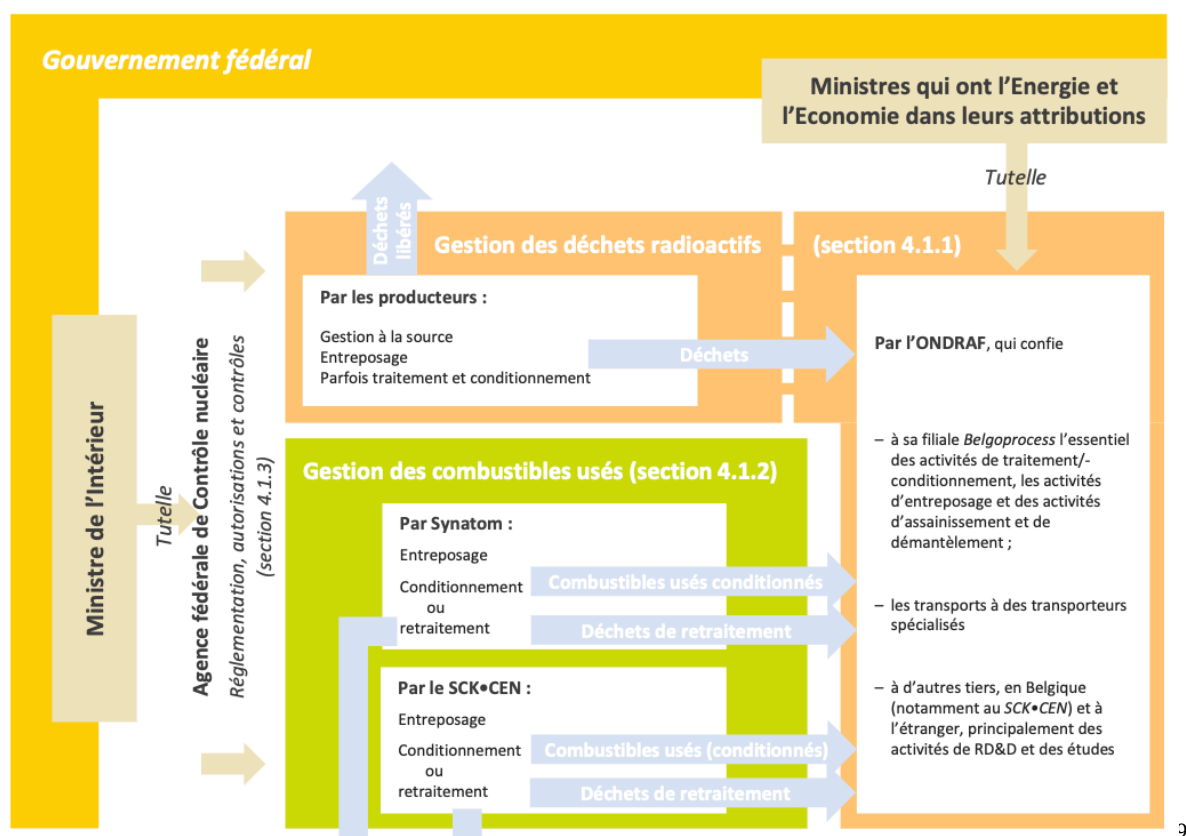 Gouvernement fédéral
Ministres qui ont l’Energie et
l’Economie dans leurs attributions
Tutelle
Ministre de l’Intérieur
Tutelle
Agence fédérale de Contrôle nucléaire
Réglementation, autorisations et contrôles
(section 4.1.3)
Déchets
libérés
Gestion des déchets radioactifs
(section 4.1.1)
Par les producteurs :
Gestion à la source
Entreposage
Parfois traitement et conditionnement
Déchets
Gestion des combustibles usés (section 4.1.2)
Par Synatom :
Entreposage
Conditionnement
ou
retraitement
Combustibles usés conditionnés
Déchets de retraitement
Par le SCK•CEN :
Entreposage
Conditionnement
ou
retraitement
Combustibles usés (conditionnés)
Déchets de retraitement
Par l’ONDRAF, qui confie
– à sa filiale Belgoprocess l’essentiel
des activités de traitement/-
conditionnement, les activités
d’entreposage et des activités
d’assainissement et de
démantèlement ;
– les transports à des transporteurs
spécialisés
– à d’autres tiers, en Belgique
(notamment au SCK•CEN) et à
l’étranger, principalement des
activités de RD&D et des études